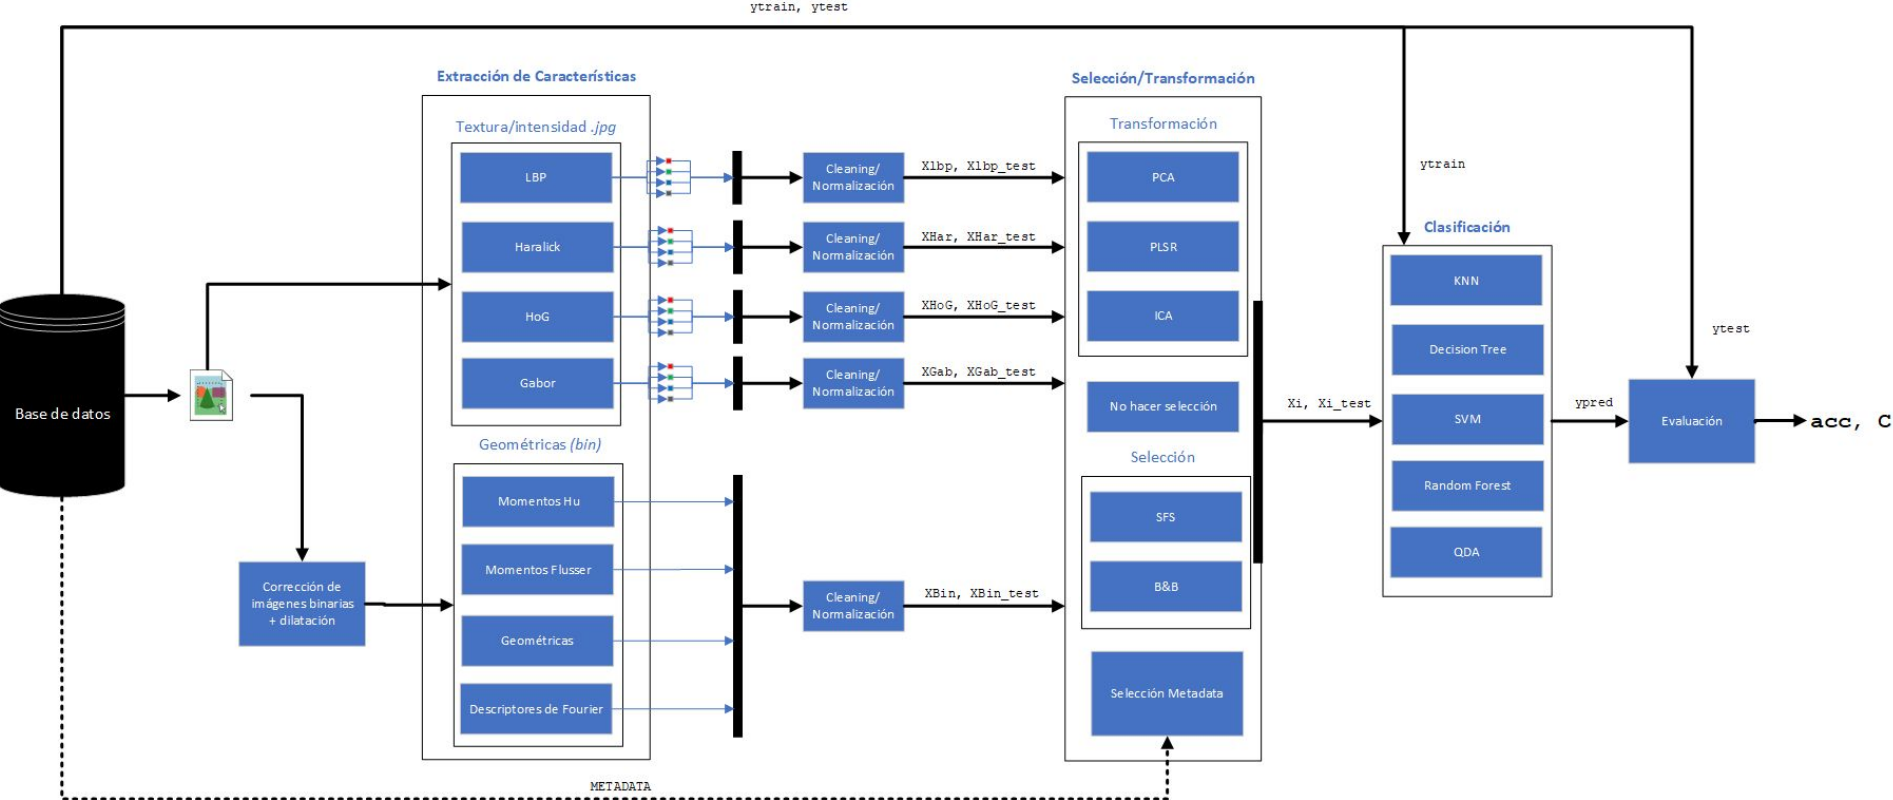 ytrain, ytest
Extracción de Características
Selección/Transformación
Textura/intensidad .jpg
Transformación
LBP
Cleaning/
Normalización
Xlbp, Xlbp_test
PCA
ytrain
Haralick
Cleaning/
Normalización
XHar, XHar_test
PLSR
Clasificación
KNN
HoG
Cleaning/
Normalización
XHoG, XHoG_test
ICA
ytest
Decision Tree
Gabor
Cleaning/
Normalización
XGab, XGab_test
No hacer selección
Xi, Xi_test
SVM
ypred
Evaluación
acc, C
Base de datos
Geométricas (bin)
Selección
Random Forest
Momentos Hu
SFS
QDA
Momentos Flusser
Corrección de
imágenes binarias
+ dilatación
Cleaning/
Normalización
XBin, XBin_test
B&B
Geométricas
Descriptores de Fourier
Selección Metadata
METADATA